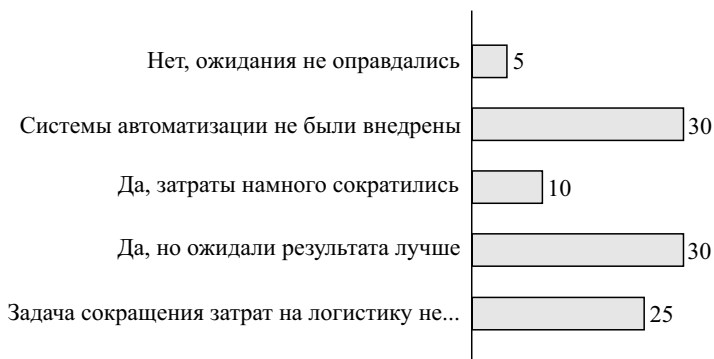 Нет, ожидания не оправдались 5
Системы автоматизации не были внедрены 30
Да, затраты намного сократились 10
Да, но ожидали результата лучше 30
Задача сокращения затрат на логистику не... 25